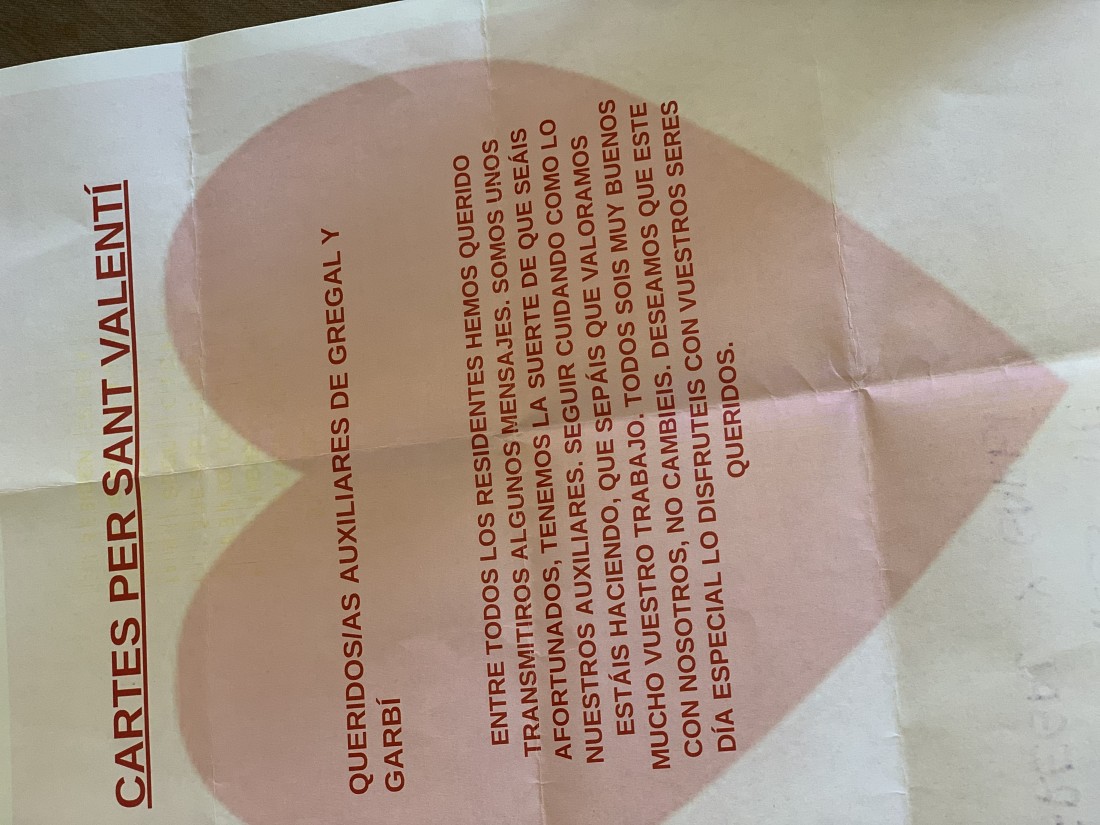 CARTES PER SANT VALENTÍ
QUERIDOS/AS AUXILIARES DE GREGAL Y
GARBÍ
ENTRE TODOS LOS RESIDENTES HEMOS QUERIDO
TRANSMITIROS ALGUNOS MENSAJES. SOMOS UNOS
AFORTUNADOS, TENEMOS LA SUERTE DE QUE SEÁIS
NUESTROS AUXILIARES. SEGUIR CUIDANDO COMO LO
ESTÁIS HACIENDO, QUE SEPÁIS QUE VALORAMOS
MUCHO VUESTRO TRABAJO. TODOS SOIS MUY BUENOS
CON NOSOTROS, NO CAMBIEIS. DESEAMOS QUE ESTE
DÍA ESPECIAL LO DISFRUTEIS CON VUESTROS SERES
QUERIDOS.